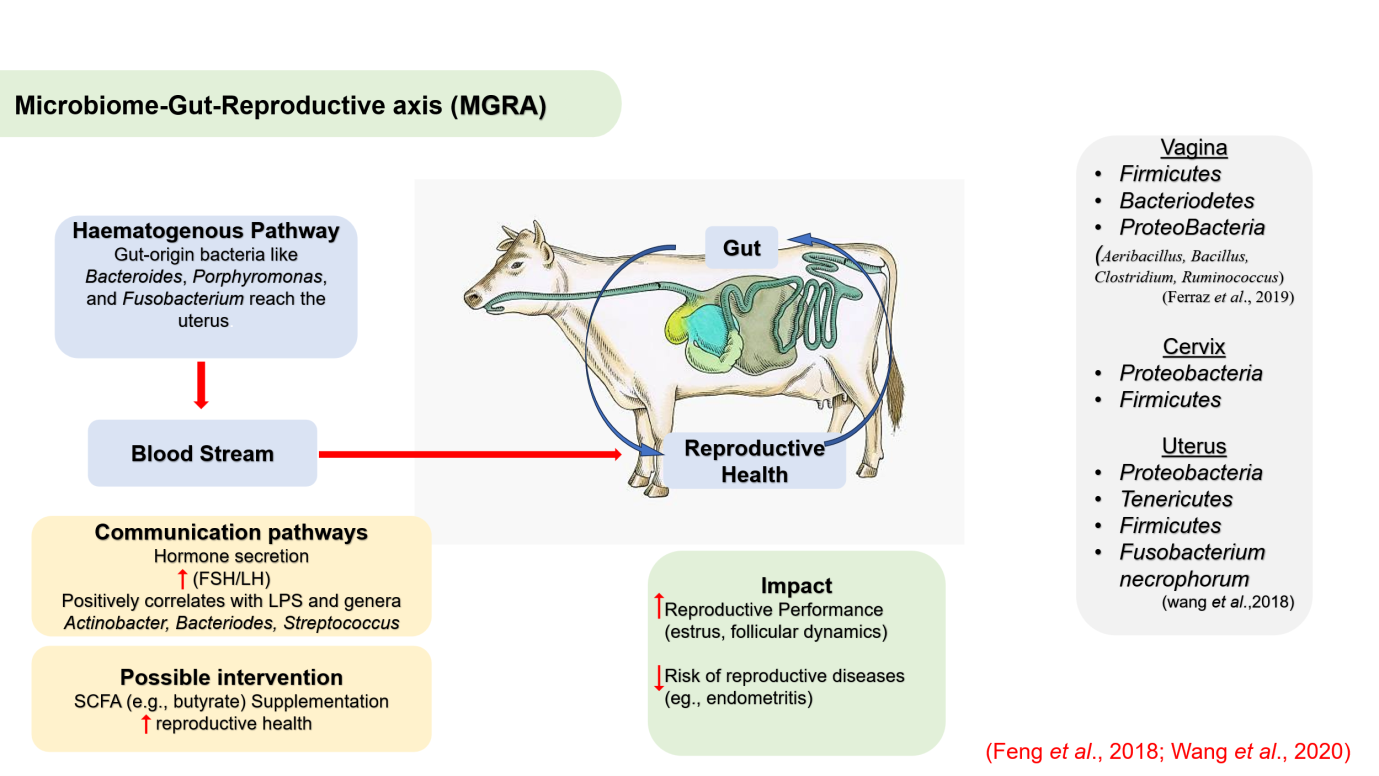 Microbiome-Gut-Reproductive axis (MGRA)
Haematogenous Pathway
Gut-origin bacteria like
Bacteroides, Porphyromonas,
and Fusobacterium reach the
uterus
Blood Stream
Communication pathways
Hormone secretion
↑ (FSH/LH)
Positively correlates with LPS and genera
Actinobacter, Bacteriodes, Streptococcus
Possible intervention
SCFA (e.g., butyrate) Supplementation
↑ reproductive health
Gut
Reproductive
Health
Impact
↑ Reproductive Performance
(estrus, follicular dynamics)
↓ Risk of reproductive diseases
(eg., endometritis)
Vagina
• Firmicutes
• Bacteriodetes
• ProteoBacteria
(Aeribacillus, Bacillus,
Clostridium, Ruminococcus)
(Ferraz et al., 2019)
Cervix
• Proteobacteria
• Firmicutes
Uterus
• Proteobacteria
• Tenericutes
• Firmicutes
• Fusobacterium
necrophorum
(wang et al.,2018)
(Feng et al., 2018; Wang et al., 2020)